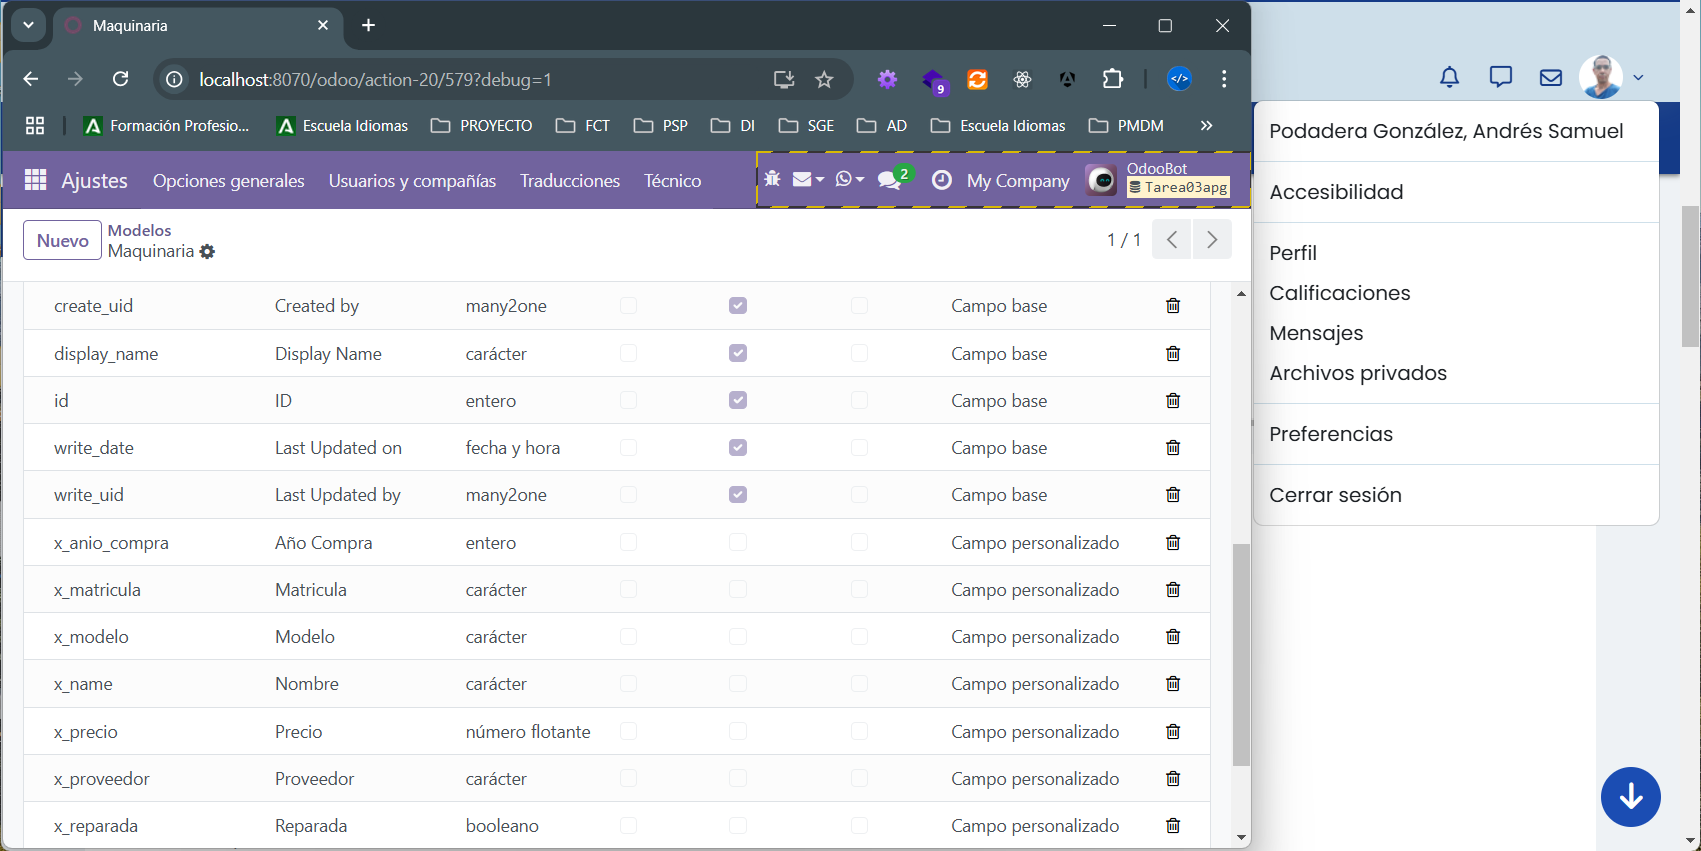 Maquinaria
localhost:8070/odoo/action-20/579?debug=1
9
Formación Profesio...
Escuela Idiomas
PROYECTO
FCT
PSP
DI
SGE
AD
Escuela Idiomas
PMDM
Ajustes
Opciones generales
Usuarios y compañías
Traducciones
Técnico
2
My Company
OdooBot
Tarea03apg
Nuevo
Modelos
Maquinaria
1 / 1
create_uid Created by many2one Campo base
display_name Display Name carácter Campo base
id ID entero Campo base
write_date Last Updated on fecha y hora Campo base
write_uid Last Updated by many2one Campo base
x_anio_compra Año Compra entero Campo personalizado
x_matricula Matricula carácter Campo personalizado
x_modelo Modelo carácter Campo personalizado
x_name Nombre carácter Campo personalizado
x_precio Precio número flotante Campo personalizado
x_proveedor Proveedor carácter Campo personalizado
x_reparada Reparada booleano Campo personalizado
Podadera González, Andrés Samuel
Accesibilidad
Perfil
Calificaciones
Mensajes
Archivos privados
Preferencias
Cerrar sesión